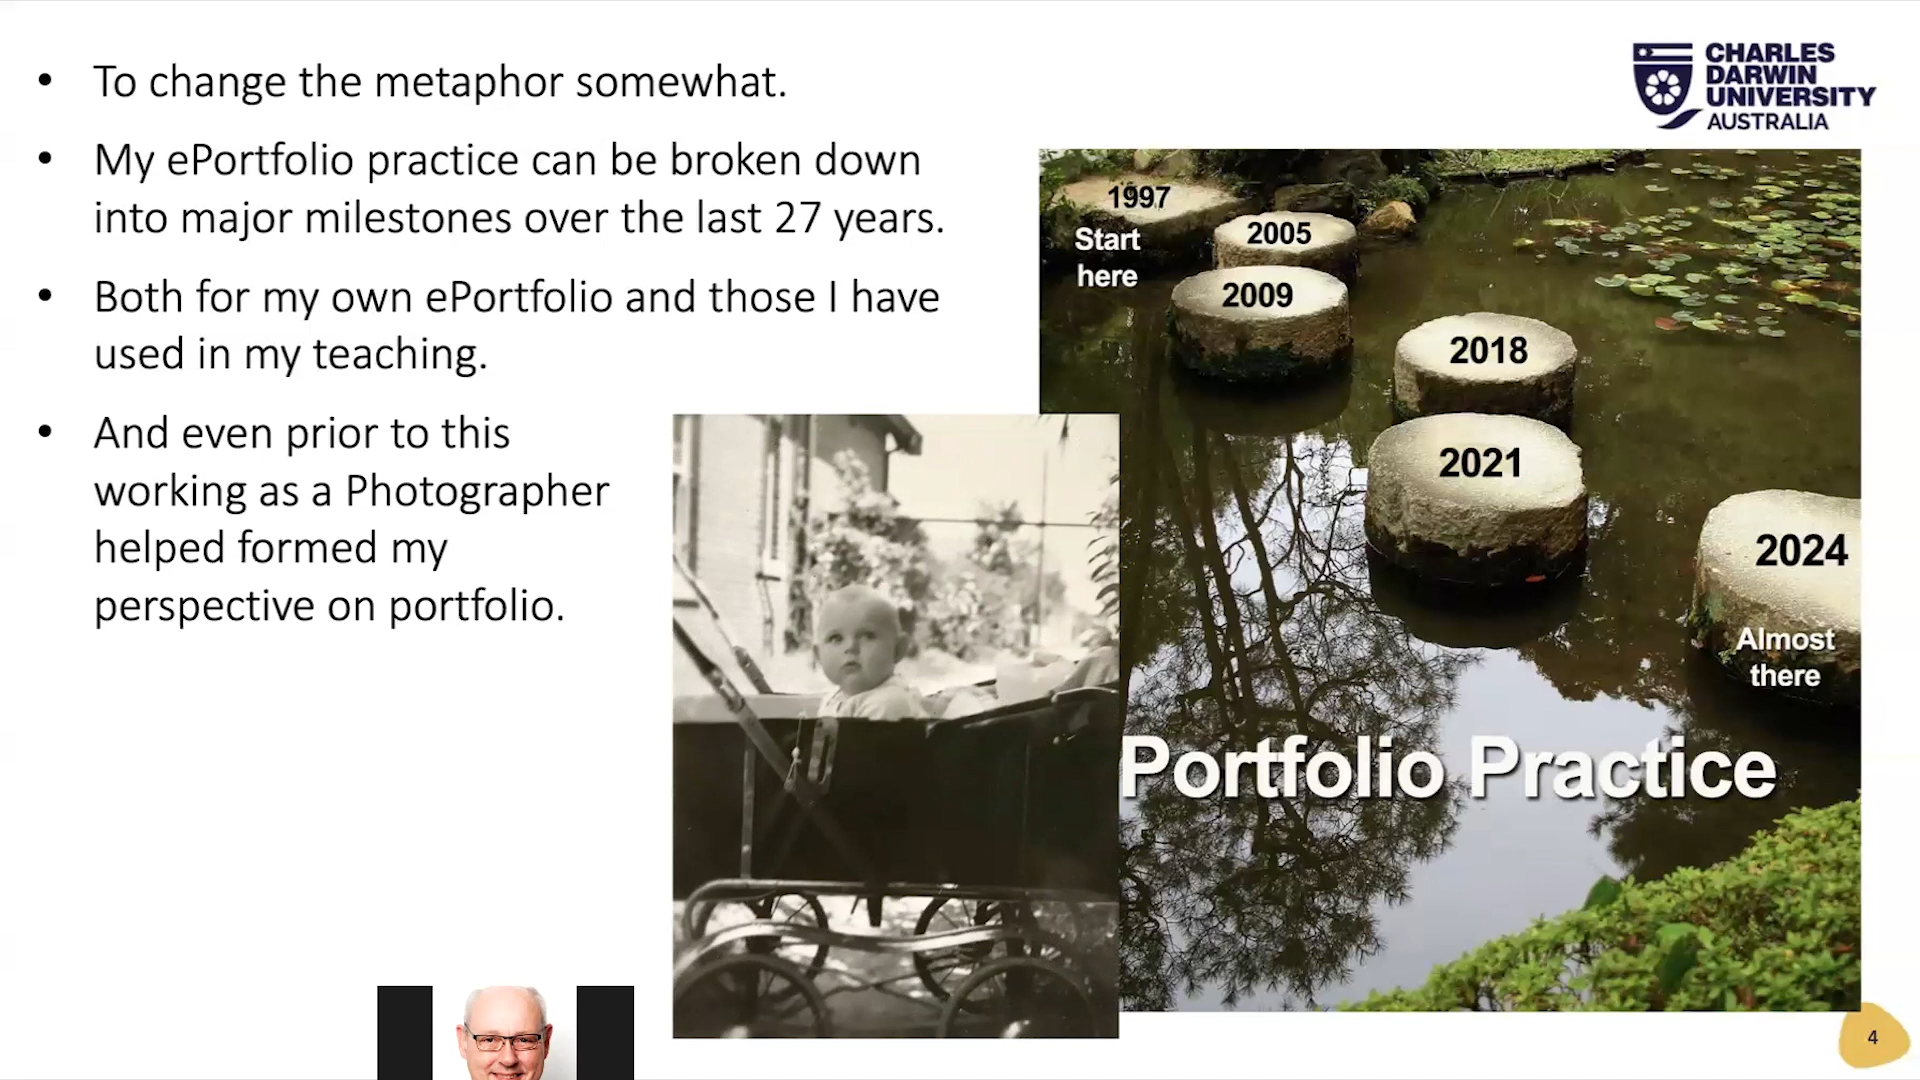 • To change the metaphor somewhat.
• My ePortfolio practice can be broken down
into major milestones over the last 27 years.
• Both for my own ePortfolio and those I have
used in my teaching.
• And even prior to this
working as a Photographer
helped formed my
perspective on portfolio.
CHARLES
DARWIN
UNIVERSITY
AUSTRALIA
1997
Start
here
2005
2009
2018
2021
2024
Almost
there
Portfolio Practice
4